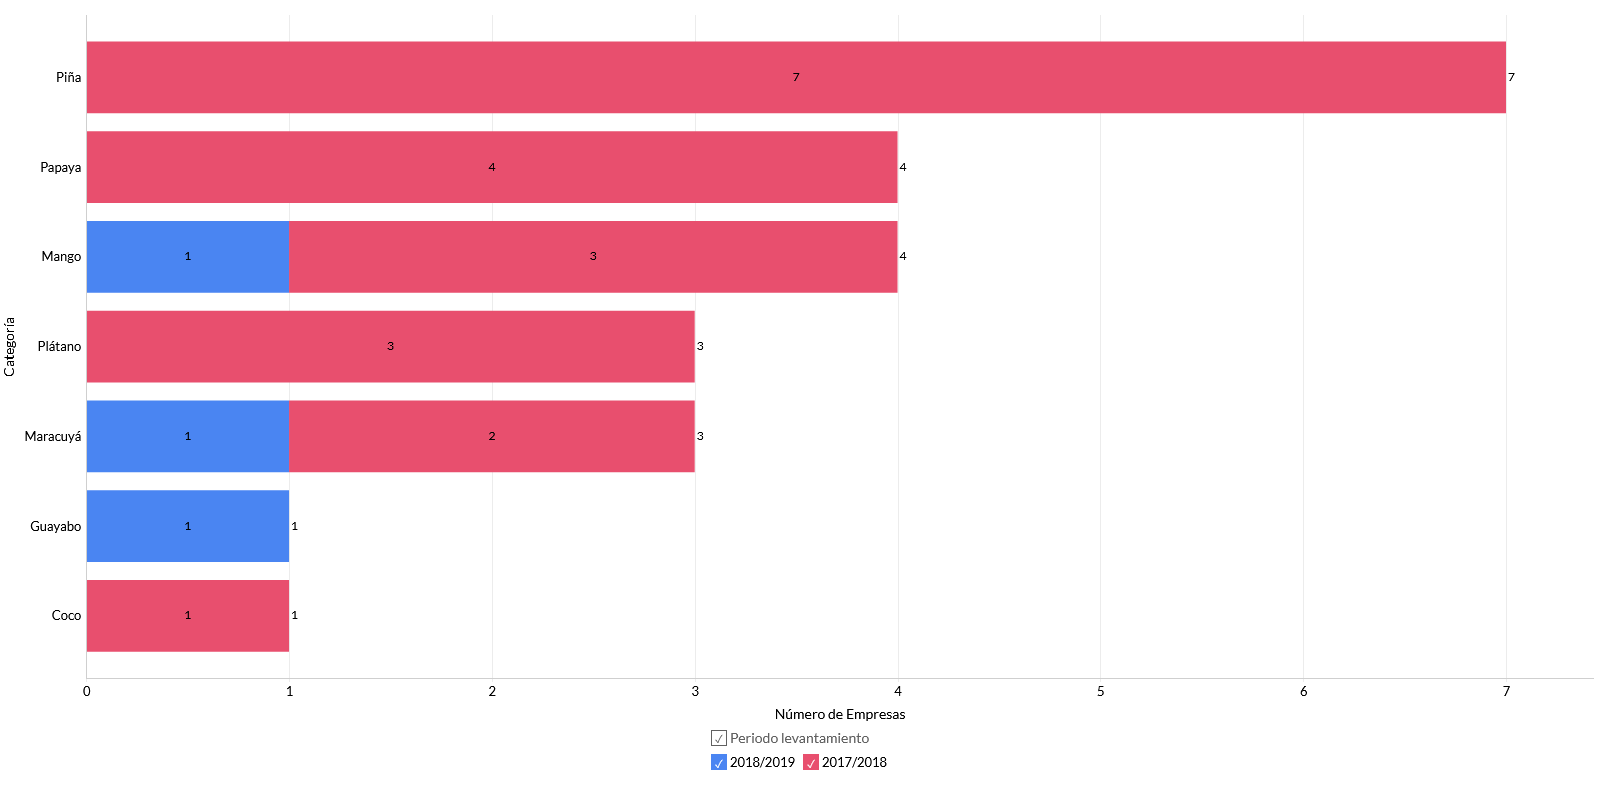 Categoría
Piña 7 7
Papaya 4 4
Mango 1 3 4
Plátano 3 3
Maracuyá 1 2 3
Guayabo 1 1
Coco 1 1
0 1 2 3 4 5 6 7
Número de Empresas
Periodo levantamiento
2018/2019 2017/2018